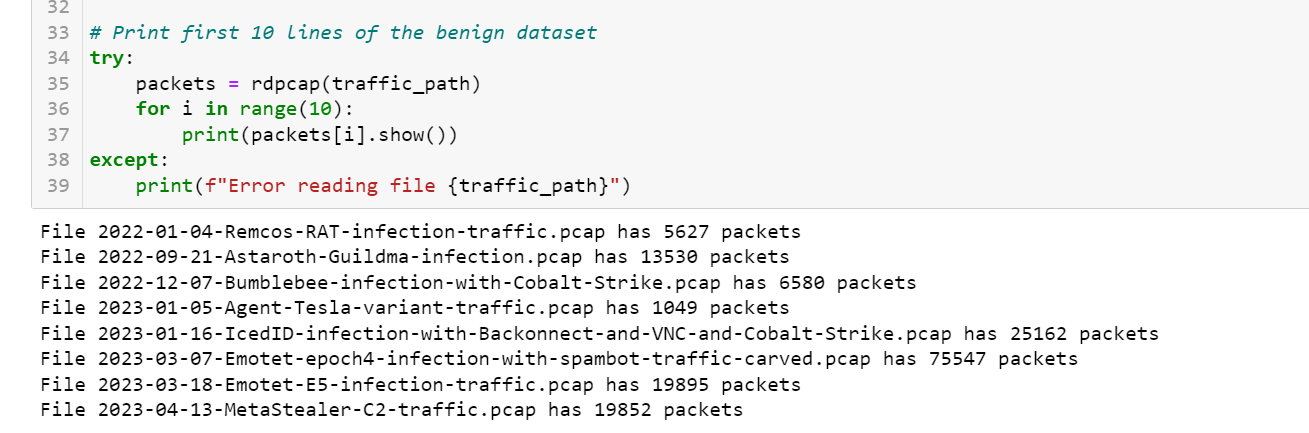 32
33 # Print first 10 lines of the benign dataset
34 try:
35     packets = rdpcap(traffic_path)
36     for i in range(10):
37         print(packets[i].show())
38 except:
39     print(f"Error reading file {traffic_path}")
File 2022-01-04-Remcos-RAT-infection-traffic.pcap has 5627 packets
File 2022-09-21-Astaroth-Guildma-infection.pcap has 13530 packets
File 2022-12-07-Bumblebee-infection-with-Cobalt-Strike.pcap has 6580 packets
File 2023-01-05-Agent-Tesla-variant-traffic.pcap has 1049 packets
File 2023-01-16-IcedID-infection-with-Backonnect-and-VNC-and-Cobalt-Strike.pcap has 25162 packets
File 2023-03-07-Emotet-epoch4-infection-with-spambot-traffic-carved.pcap has 75547 packets
File 2023-03-18-Emotet-E5-infection-traffic.pcap has 19895 packets
File 2023-04-13-MetaStealer-C2-traffic.pcap has 19852 packets